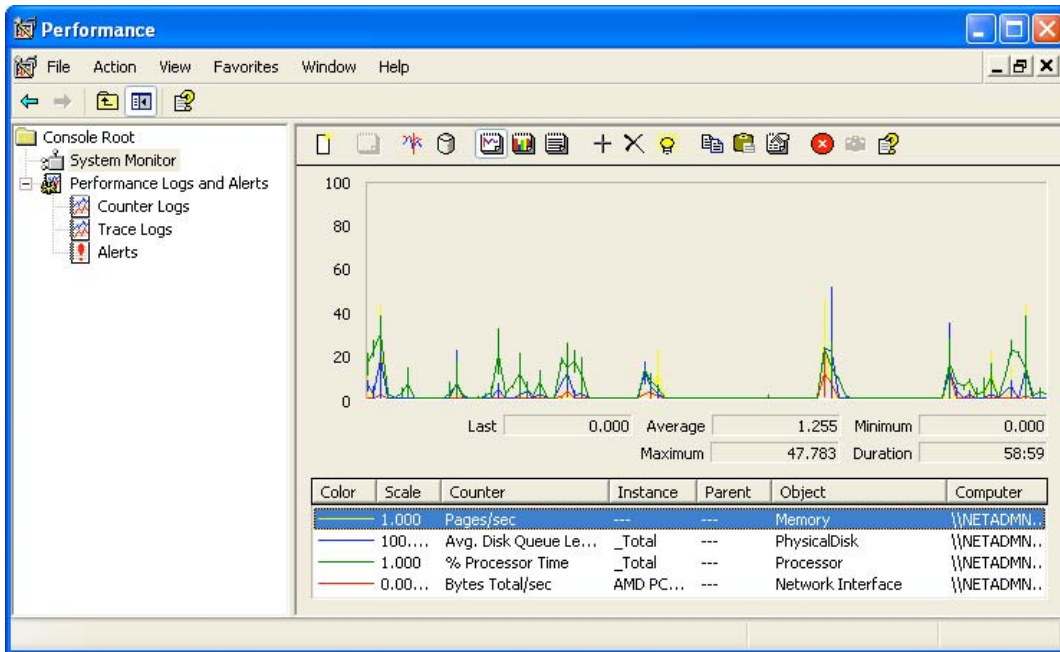 Performance
File Action View Favorites Window Help
Console Root
System Monitor
Performance Logs and Alerts
Counter Logs
Trace Logs
Alerts
100
80
60
40
20
0
Last 0.000 Average 1.255 Minimum 0.000
Maximum 47.783 Duration 58:59
Color Scale Counter Instance Parent Object Computer
1.000 Pages/sec --- --- Memory \\NETADMN...
100.... Avg. Disk Queue Le... _Total --- PhysicalDisk \\NETADMN...
1.000 % Processor Time _Total --- Processor \\NETADMN...
0.00... Bytes Total/sec AMD PC... --- Network Interface \\NETADMN...